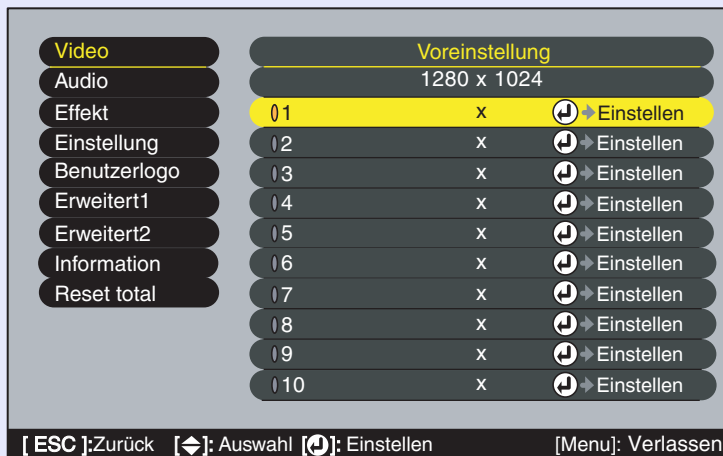 Video
Audio
Effekt
Einstellung
Benutzerlogo
Erweitert1
Erweitert2
Information
Reset total
Voreinstellung
1280 x 1024
1 x Einstellen
2 x Einstellen
3 x Einstellen
4 x Einstellen
5 x Einstellen
6 x Einstellen
7 x Einstellen
8 x Einstellen
9 x Einstellen
10 x Einstellen
[ ESC ]:Zurück [ ]: Auswahl [ ]: Einstellen [Menu]: Verlassen